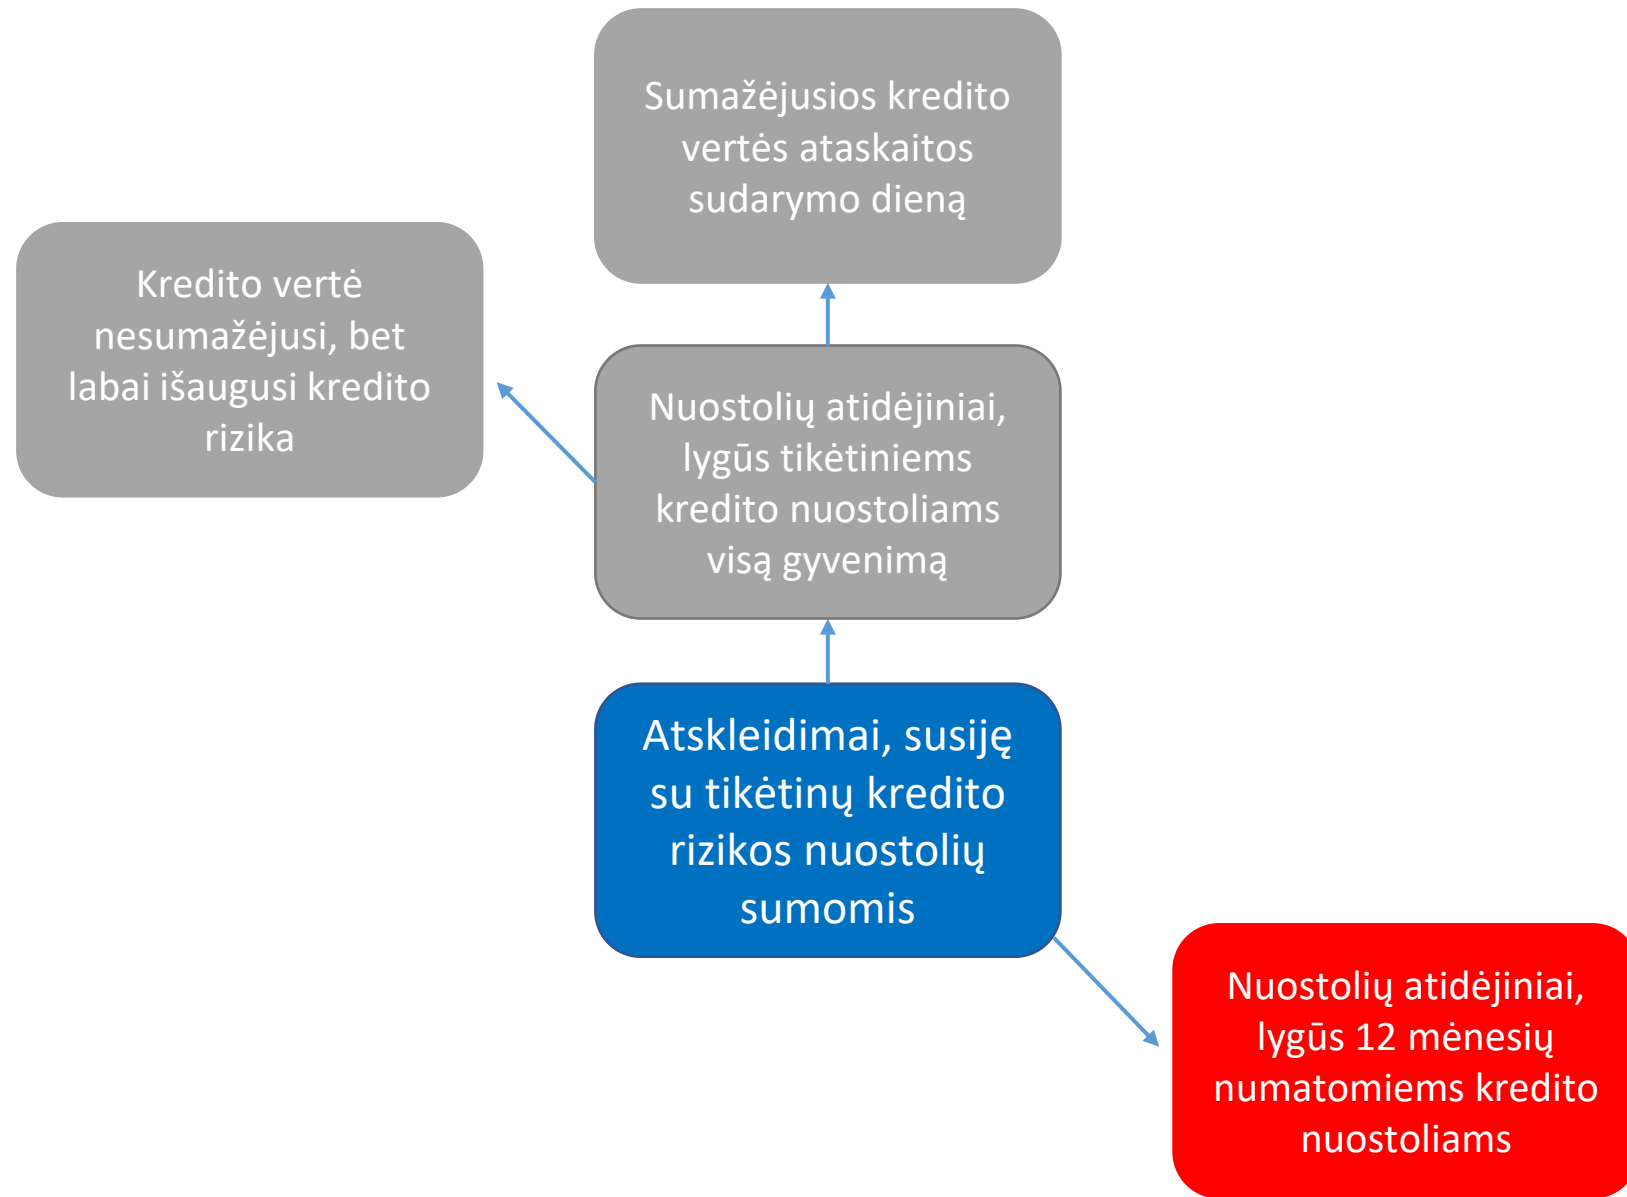 Sumažėjusios kredito
vertės ataskaitos
sudarymo dieną
Kredito vertė
nesumažėjusi, bet
labai išaugusi kredito
rizika
Nuostolių atidėjiniai,
lygūs tikėtiniems
kredito nuostoliams
visą gyvenimą
Atskleidimai, susiję
su tikėtinų kredito
rizikos nuostolių
sumomis
Nuostolių atidėjiniai,
lygūs 12 mėnesių
numatomiems kredito
nuostoliams